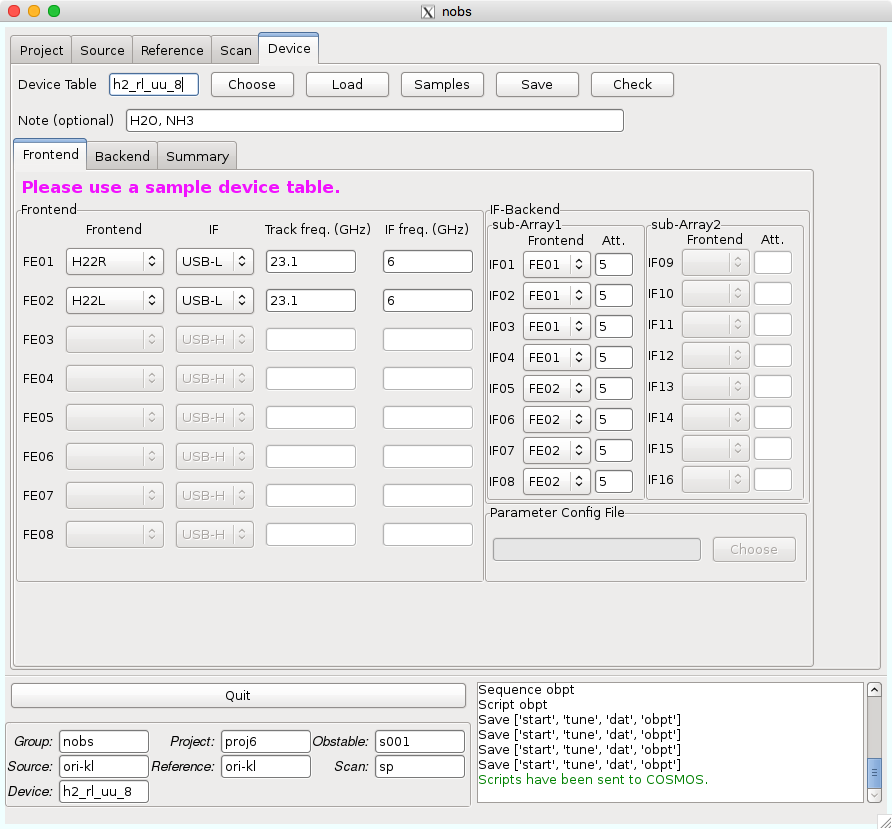 nobs
Project Source Reference Scan Device
Device Table h2_rl_uu_8 Choose Load Samples Save Check
Note (optional) H2O, NH3
Frontend Backend Summary
Please use a sample device table.
Frontend
Frontend IF Track freq. (GHz) IF freq. (GHz)
FE01 H22R USB-L 23.1 6
FE02 H22L USB-L 23.1 6
FE03 USB-H
FE04 USB-H
FE05 USB-H
FE06 USB-H
FE07 USB-H
FE08 USB-H
IF-Backend
sub-Array1
Frontend Att.
IF01 FE01 5
IF02 FE01 5
IF03 FE01 5
IF04 FE01 5
IF05 FE02 5
IF06 FE02 5
IF07 FE02 5
IF08 FE02 5
sub-Array2
Frontend Att.
IF09
IF10
IF11
IF12
IF13
IF14
IF15
IF16
Parameter Config File
Choose
Quit
Group: nobs Project: proj6 Obstable: s001
Source: ori-kl Reference: ori-kl Scan: sp
Device: h2_rl_uu_8
Sequence obpt
Script obpt
Save ['start', 'tune', 'dat', 'obpt']
Save ['start', 'tune', 'dat', 'obpt']
Save ['start', 'tune', 'dat', 'obpt']
Save ['start', 'tune', 'dat', 'obpt']
Scripts have been sent to COSMOS.